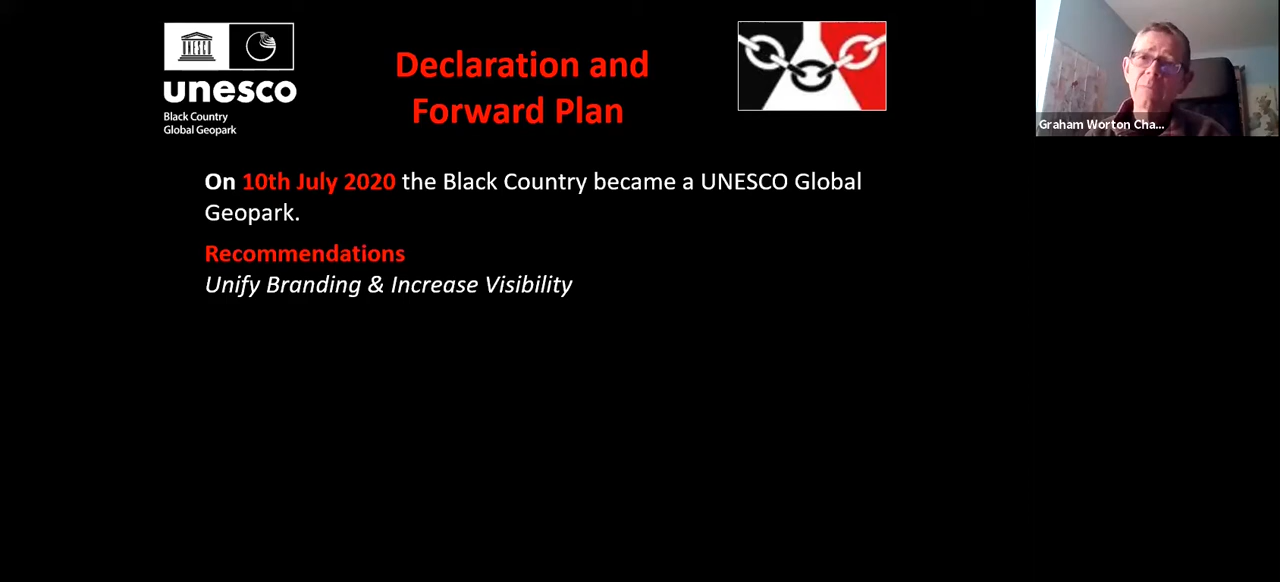 unesco
Black Country
Global Geopark
Declaration and
Forward Plan
Graham Worton Cha...
On 10th July 2020 the Black Country became a UNESCO Global
Geopark.
Recommendations
Unify Branding & Increase Visibility